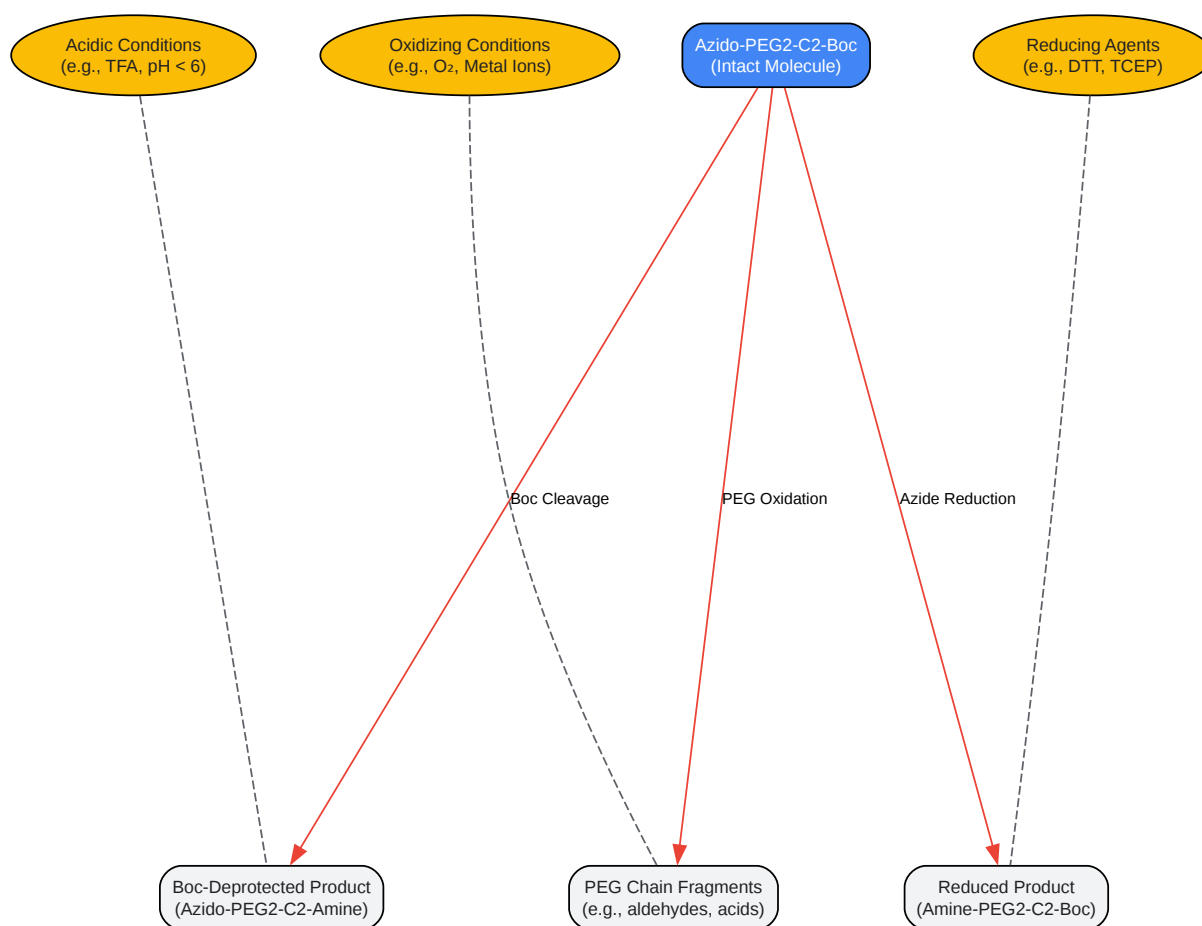 Acidic Conditions
(e.g., TFA, pH < 6)
Oxidizing Conditions
(e.g., O₂, Metal Ions)
Azido-PEG2-C2-Boc
(Intact Molecule)
Reducing Agents
(e.g., DTT, TCEP)
Boc Cleavage
PEG Oxidation
Azide Reduction
Boc-Deprotected Product
(Azido-PEG2-C2-Amine)
PEG Chain Fragments
(e.g., aldehydes, acids)
Reduced Product
(Amine-PEG2-C2-Boc)